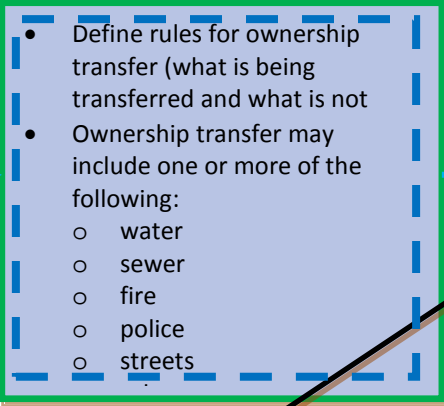 • Define rules for ownership
transfer (what is being
transferred and what is not
• Ownership transfer may
include one or more of the
following:
o water
o sewer
o fire
o police
o streets